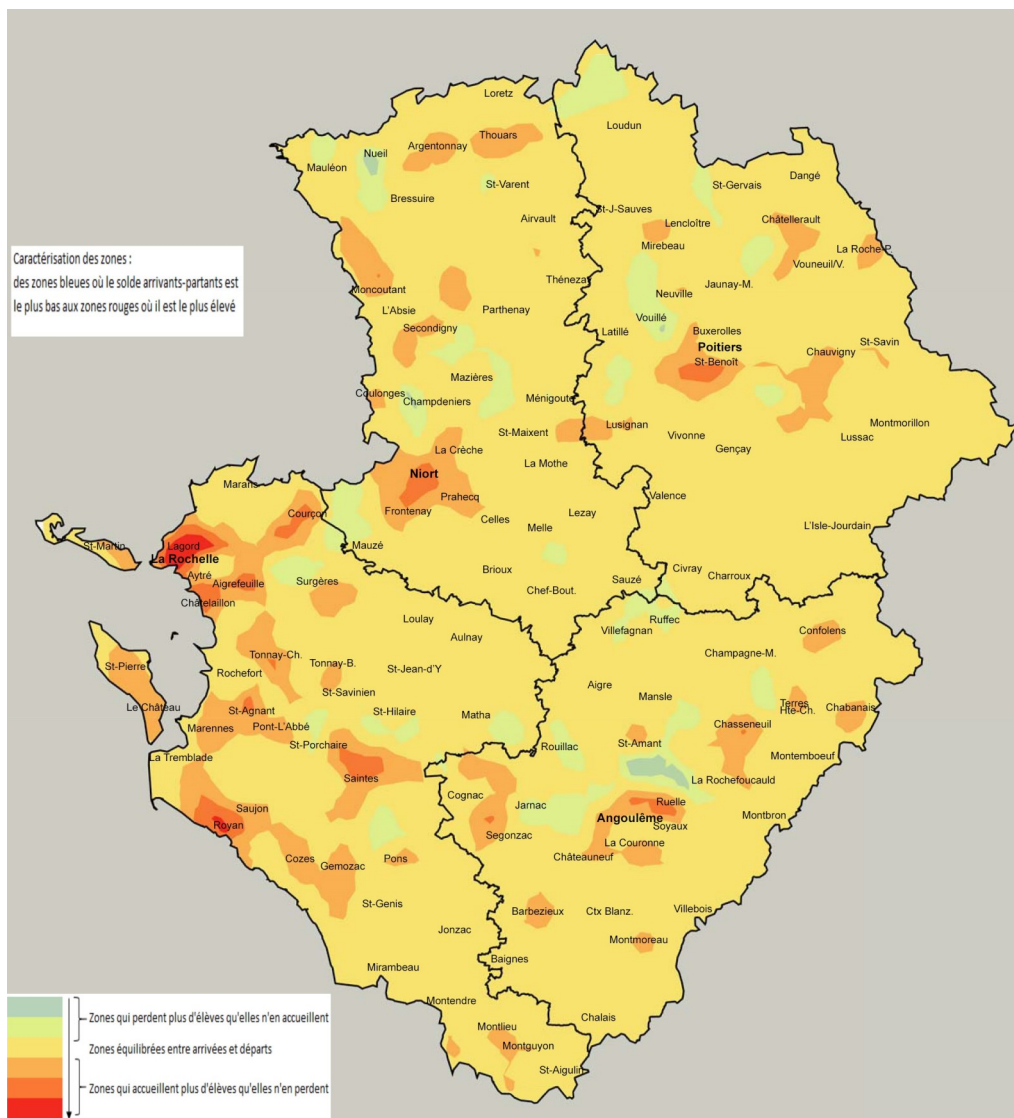 Loretz
Thouars
Argentonnay
Loudun
Nueil
Mauléon
St-Varent
St-Gervais
Dangé
Bressuire
Airvault
St-J-Sauves
Lencloître
Châtellerault
Mirebeau
La Roche-P.
Vouneuil/V.
Caractérisation des zones :
des zones bleues où le solde arrivants-partants est
le plus bas aux zones rouges où il est le plus élevé
Thénezay
Moncoutant
Jaunay-M.
Neuville
L'Absie
Parthenay
Vouillé
Secondigny
Latillé
Buxerolles
Poitiers
St-Savin
Chauvigny
St-Benoît
Mazières
Coulonges
Champdeniers
Ménigoute
Montmorillon
Lusignan
St-Maixent
Vivonne
Lussac
La Crèche
Gençay
La Mothe
Niort
Marans
Prahecq
Valence
Frontenay
Courçon
Celles
Lezay
Melle
L'Isle-Jourdain
St-Martin
Lagord
Mauzé
La Rochelle
Brioux
Civray
Charroux
Aytré
Aigrefeuille
Surgères
Sauzé
Chef-Bout.
Châtelaillon
Loulay
Ruffec
Villefagnan
Confolens
Aulnay
Tonnay-Ch.
Champagne-M.
St-Pierre
Rochefort
Tonnay-B.
St-Jean-d'Y
Aigre
St-Savinien
Mansle
Terres
Hte-Ch.
Chabanais
Le Château
St-Agnant
St-Hilaire
Matha
Marennes
Pont-L'Abbé
Chasseneuil
St-Porchaire
Rouillac
St-Amant
La Tremblade
Montemboeuf
Saintes
La Rochefoucauld
Cognac
Jarnac
Ruelle
Saujon
Angoulême
Montbron
Royan
Soyaux
Segonzac
La Couronne
Cozes
Gemozac
Pons
Châteauneuf
St-Genis
Barbezieux
Ctx Blanz.
Villebois
Jonzac
Montmoreau
Baignes
Mirambeau
Montendre
Chalais
Montlieu
Montguyon
St-Aigulin
Zones qui perdent plus d'élèves qu'elles n'en accueillent
Zones équilibrées entre arrivées et départs
Zones qui accueillent plus d'élèves qu'elles n'en perdent